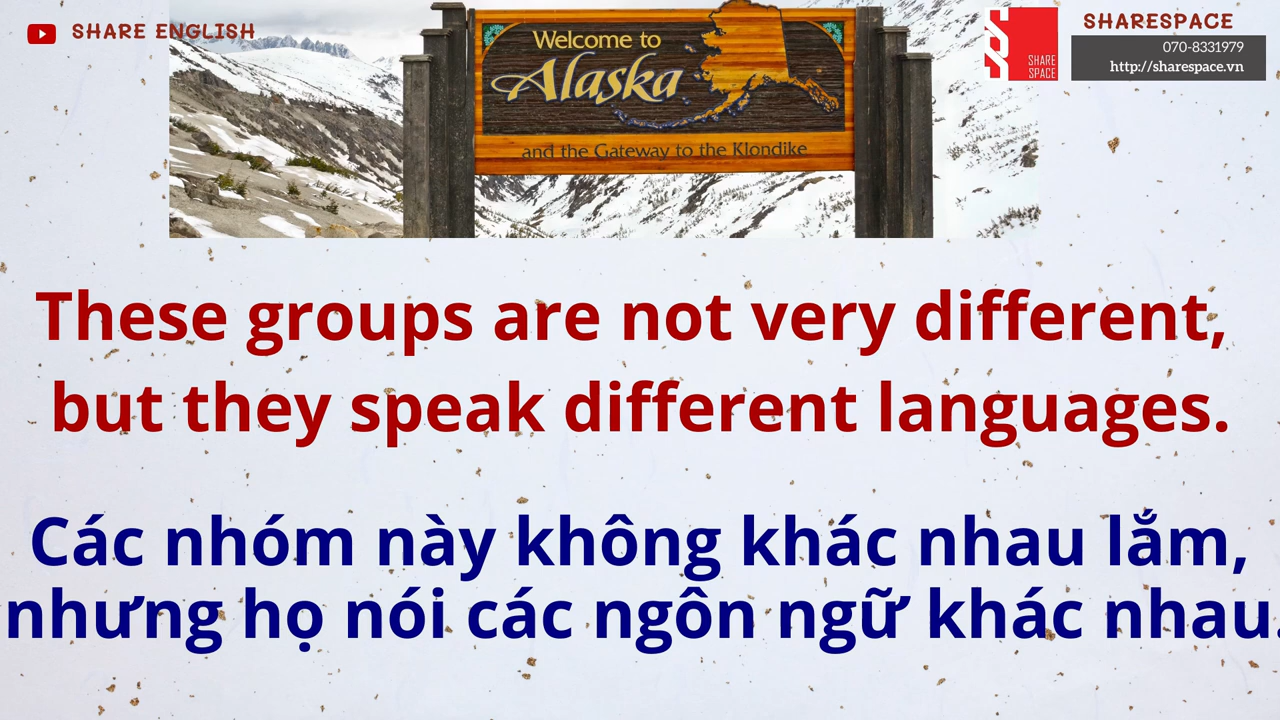 SHARE ENGLISH
Welcome to
Alaska
and the Gateway to the Klondike
SHARE
SPACE
SHARESPACE
070-8331979
http://sharespace.vn
These groups are not very different,
but they speak different languages.
Các nhóm này không khác nhau lắm,
nhưng họ nói các ngôn ngữ khác nhau.